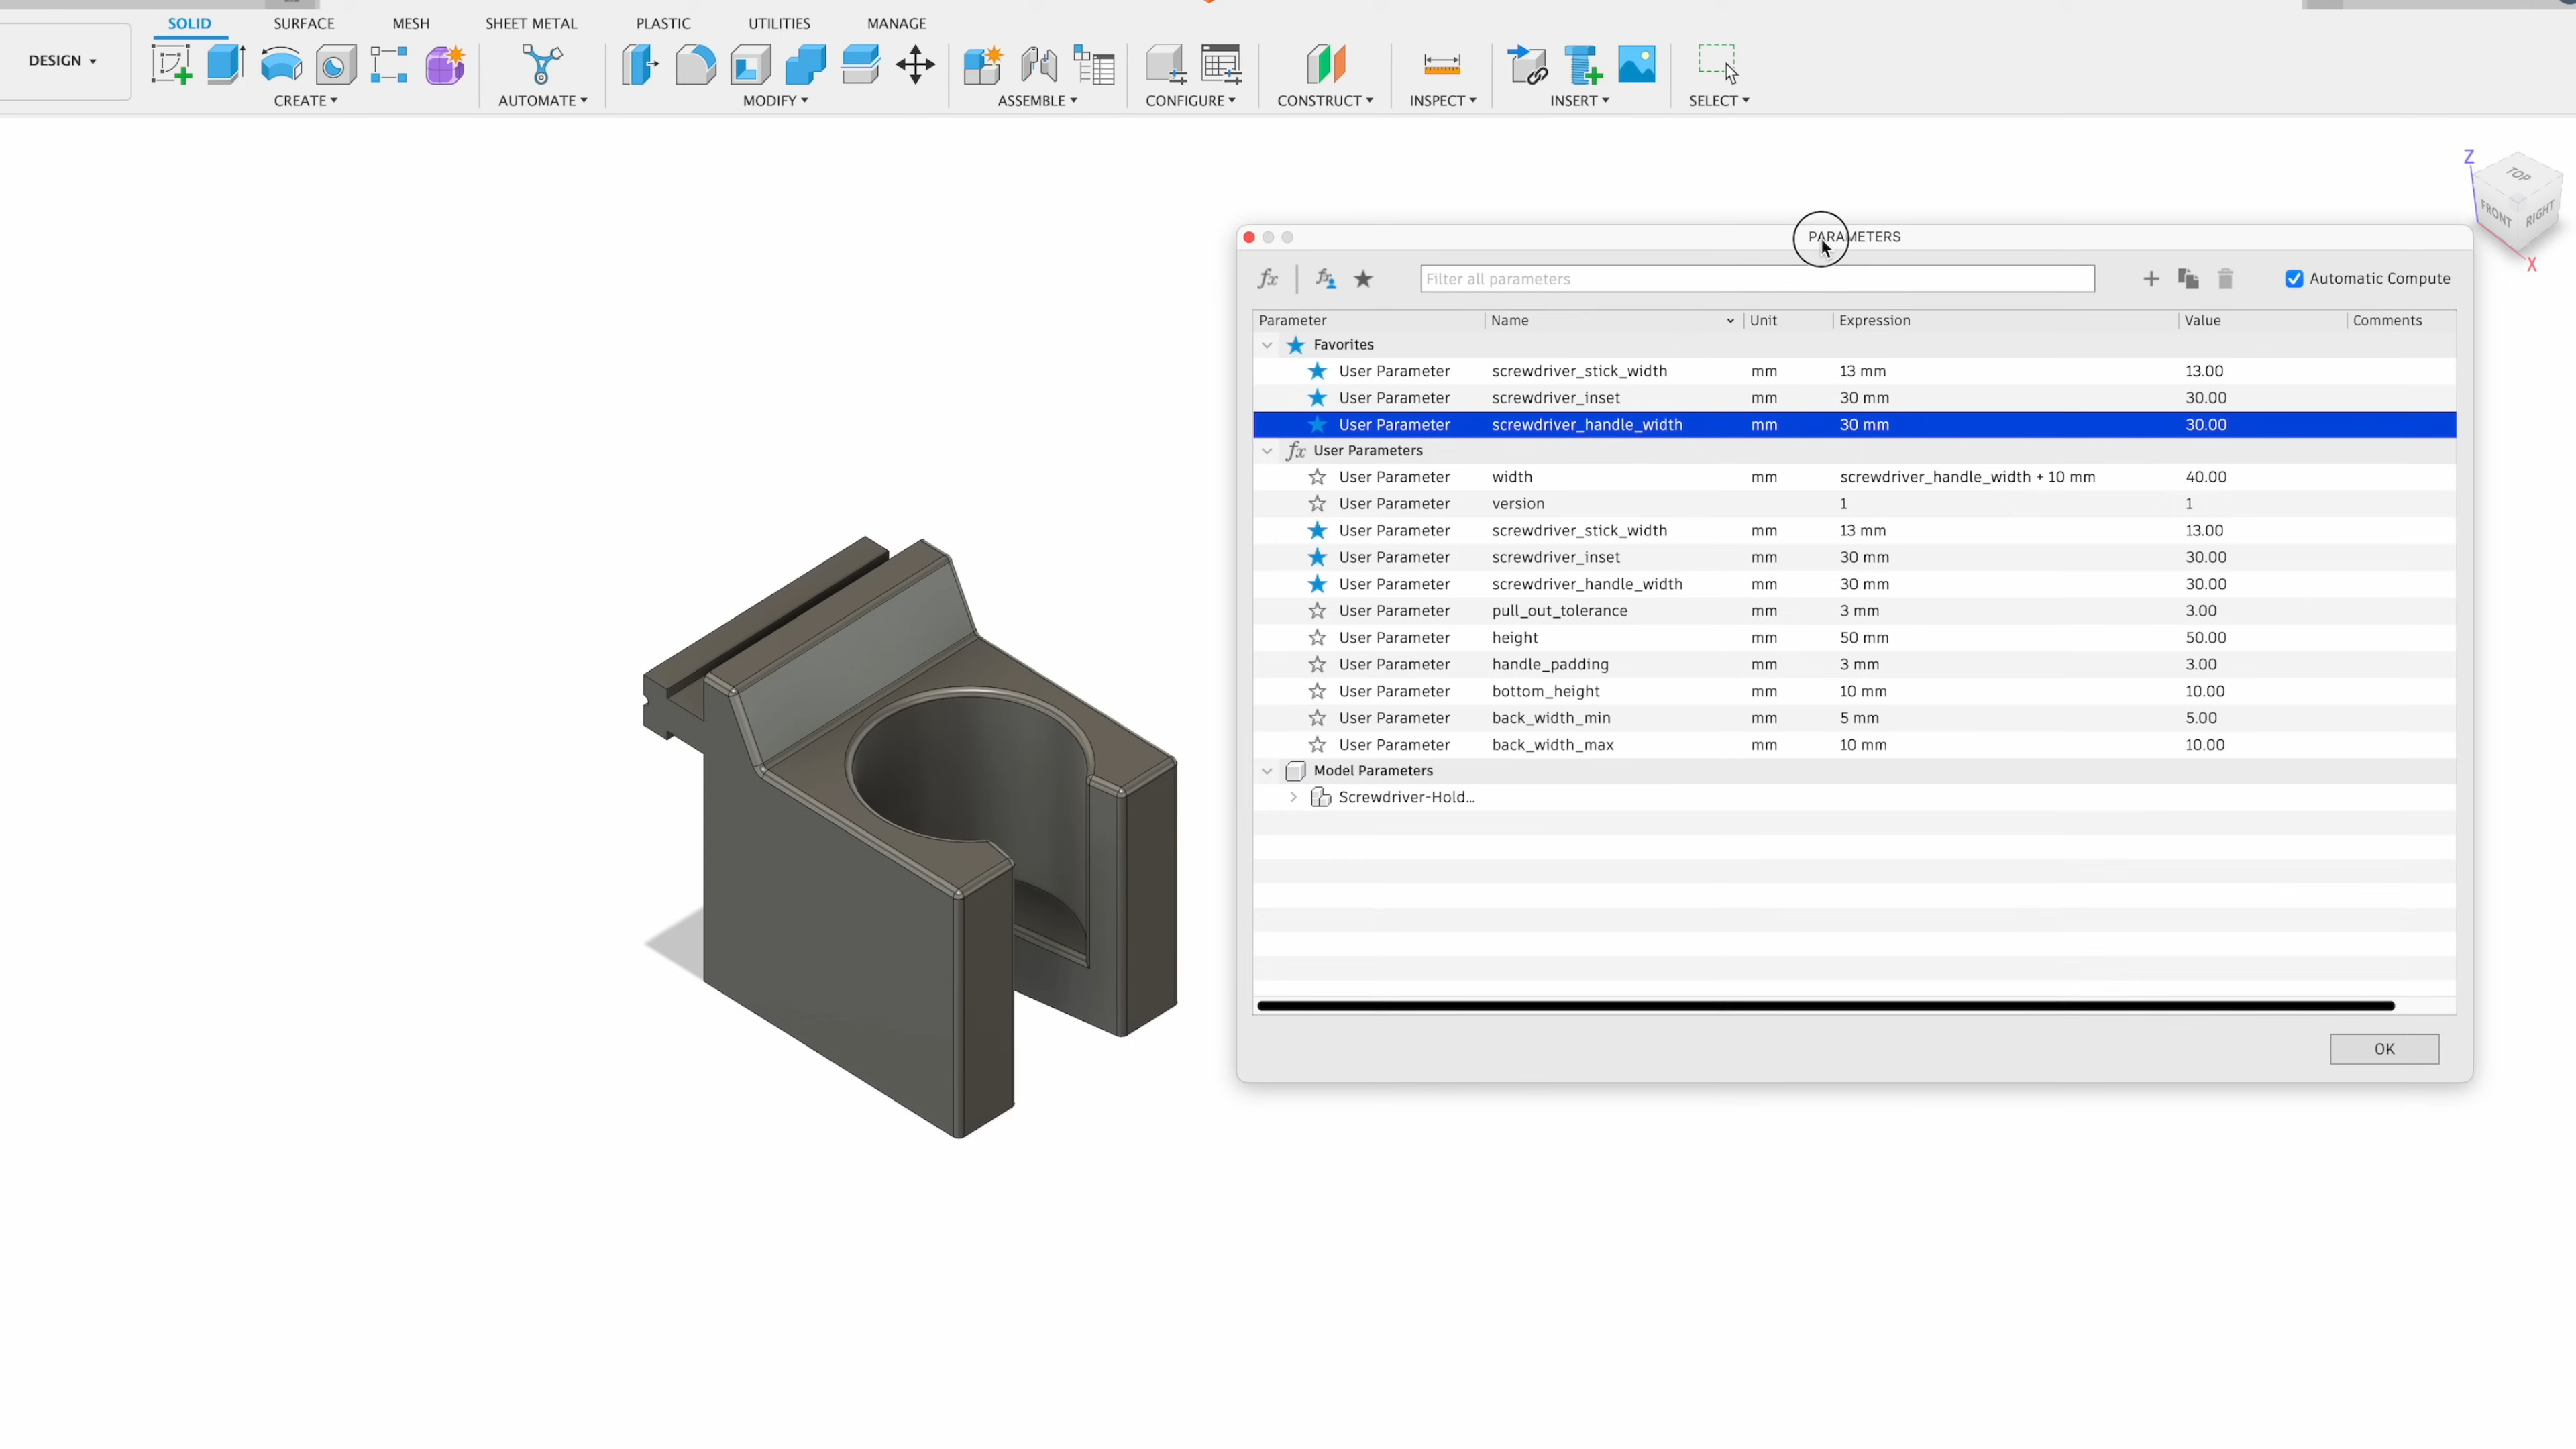 SOLID SURFACE MESH SHEET METAL PLASTIC UTILITIES MANAGE
DESIGN
CREATE AUTOMATE MODIFY ASSEMBLE CONFIGURE CONSTRUCT INSPECT INSERT SELECT
Z
TOP
FRONT RIGHT
X
PARAMETERS
fx Filter all parameters Automatic Compute
Parameter Name Unit Expression Value Comments
Favorites
User Parameter screwdriver_stick_width mm 13 mm 13.00
User Parameter screwdriver_inset mm 30 mm 30.00
User Parameter screwdriver_handle_width mm 30 mm 30.00
fx User Parameters
User Parameter width mm screwdriver_handle_width + 10 mm 40.00
User Parameter version 1 1
User Parameter screwdriver_stick_width mm 13 mm 13.00
User Parameter screwdriver_inset mm 30 mm 30.00
User Parameter screwdriver_handle_width mm 30 mm 30.00
User Parameter pull_out_tolerance mm 3 mm 3.00
User Parameter height mm 50 mm 50.00
User Parameter handle_padding mm 3 mm 3.00
User Parameter bottom_height mm 10 mm 10.00
User Parameter back_width_min mm 5 mm 5.00
User Parameter back_width_max mm 10 mm 10.00
Model Parameters
Screwdriver-Hold...
OK